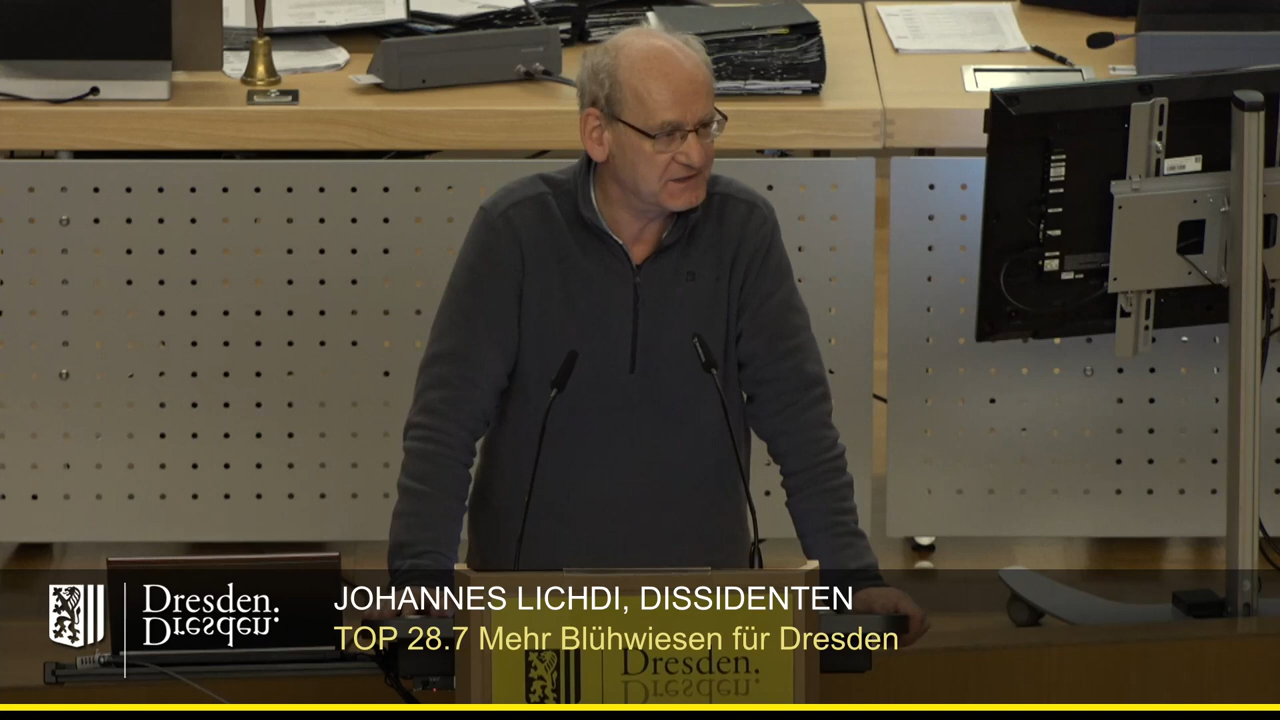 Dresden.
Dresden.
JOHANNES LICHDI, DISSIDENTEN
TOP 28.7 Mehr Blühwiesen für Dresden
Dresden.
Dresden.